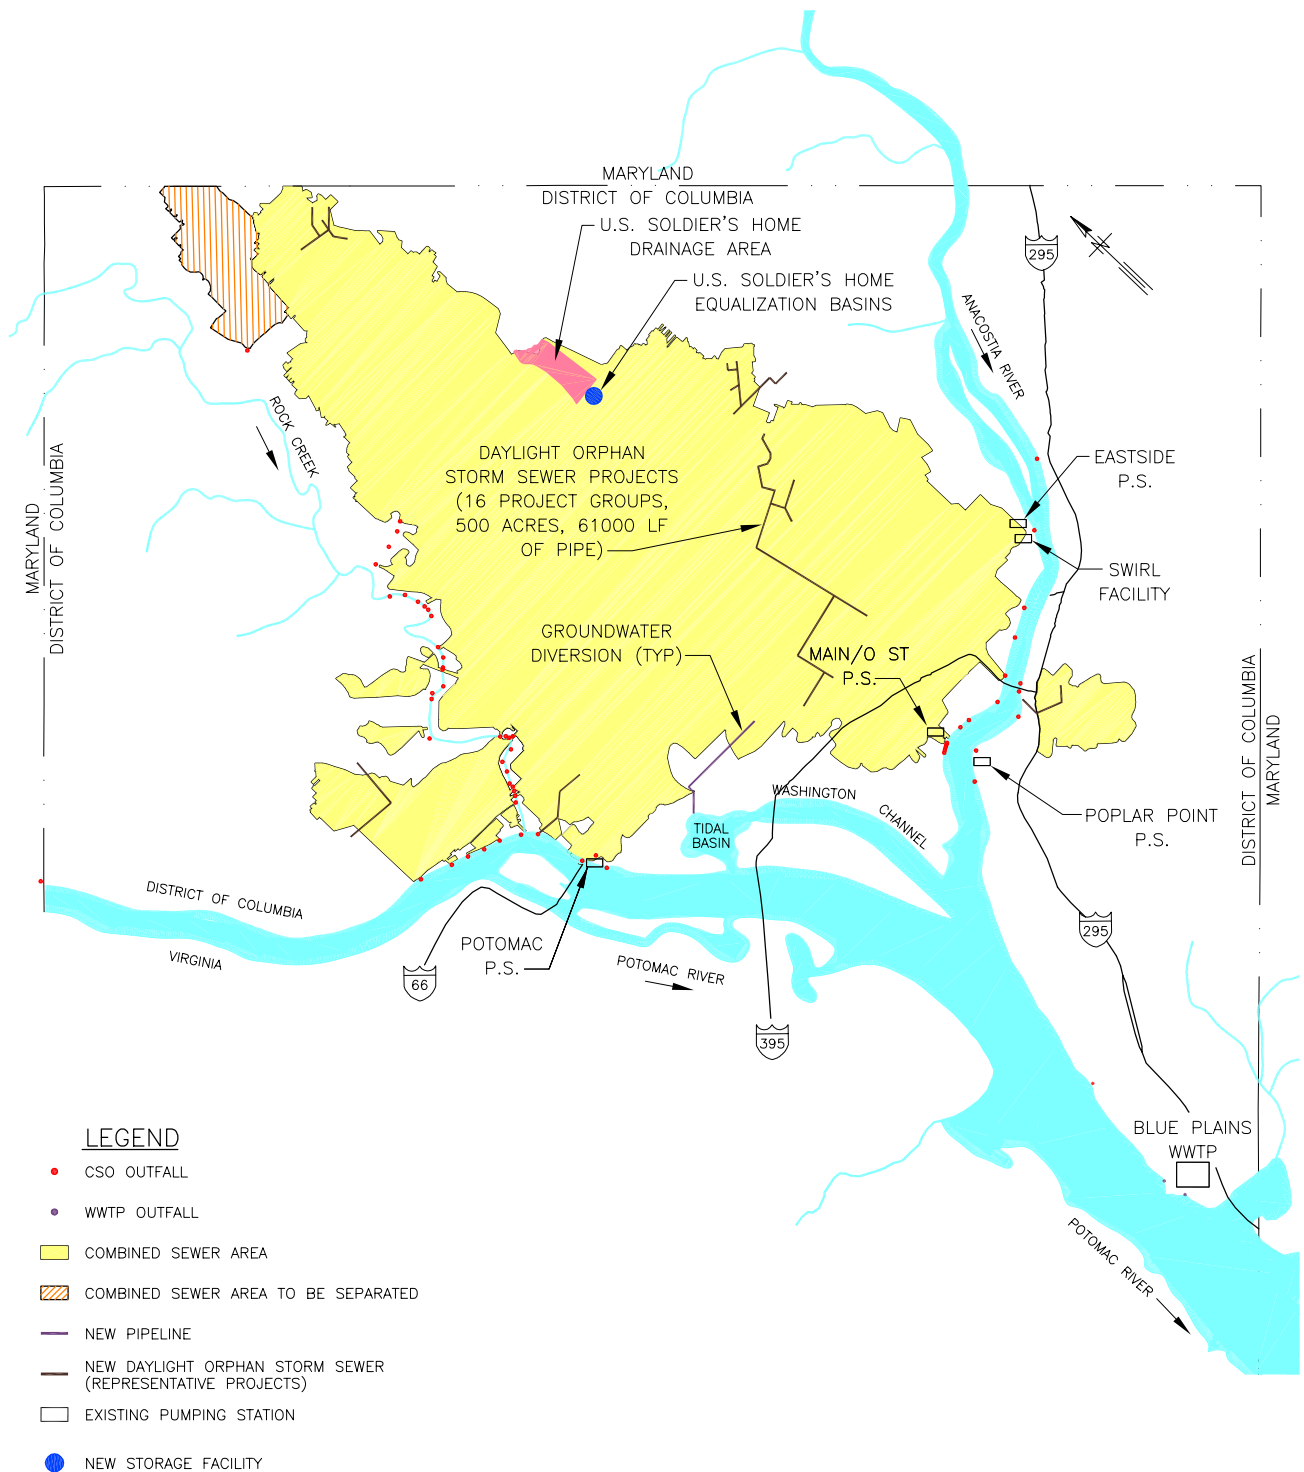 MARYLAND
DISTRICT OF COLUMBIA
U.S. SOLDIER'S HOME
DRAINAGE AREA
U.S. SOLDIER'S HOME
EQUALIZATION BASINS
295
ANACOSTIA RIVER
ROCK CREEK
MARYLAND
DISTRICT OF COLUMBIA
DAYLIGHT ORPHAN
STORM SEWER PROJECTS
(16 PROJECT GROUPS,
500 ACRES, 61000 LF
OF PIPE)
EASTSIDE
P.S.
SWIRL
FACILITY
GROUNDWATER
DIVERSION (TYP)
MAIN/O ST
P.S.
DISTRICT OF COLUMBIA
MARYLAND
WASHINGTON
CHANNEL
TIDAL
BASIN
POPLAR POINT
P.S.
DISTRICT OF COLUMBIA
VIRGINIA
POTOMAC
P.S.
66
POTOMAC RIVER
395
295
BLUE PLAINS
WWTP
POTOMAC RIVER
LEGEND
CSO OUTFALL
WWTP OUTFALL
COMBINED SEWER AREA
COMBINED SEWER AREA TO BE SEPARATED
NEW PIPELINE
NEW DAYLIGHT ORPHAN STORM SEWER
(REPRESENTATIVE PROJECTS)
EXISTING PUMPING STATION
NEW STORAGE FACILITY